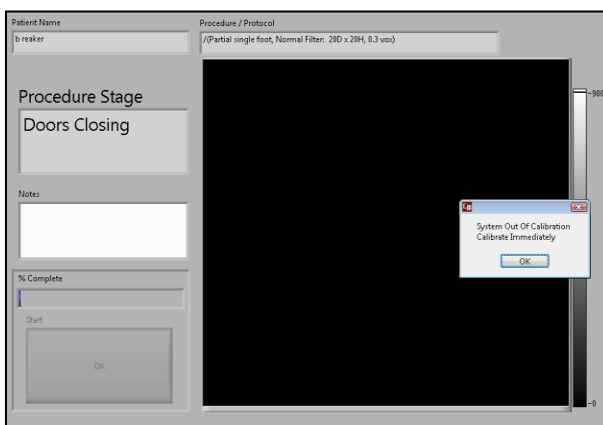 Patient Name
b reaker
Procedure / Protocol
/(Partial single foot, Normal Filter: 20D x 20H, 0.3 vox)
Procedure Stage
Doors Closing
Notes
% Complete
Start
OK
System Out Of Calibration
Calibrate Immediately
OK
-900
-0